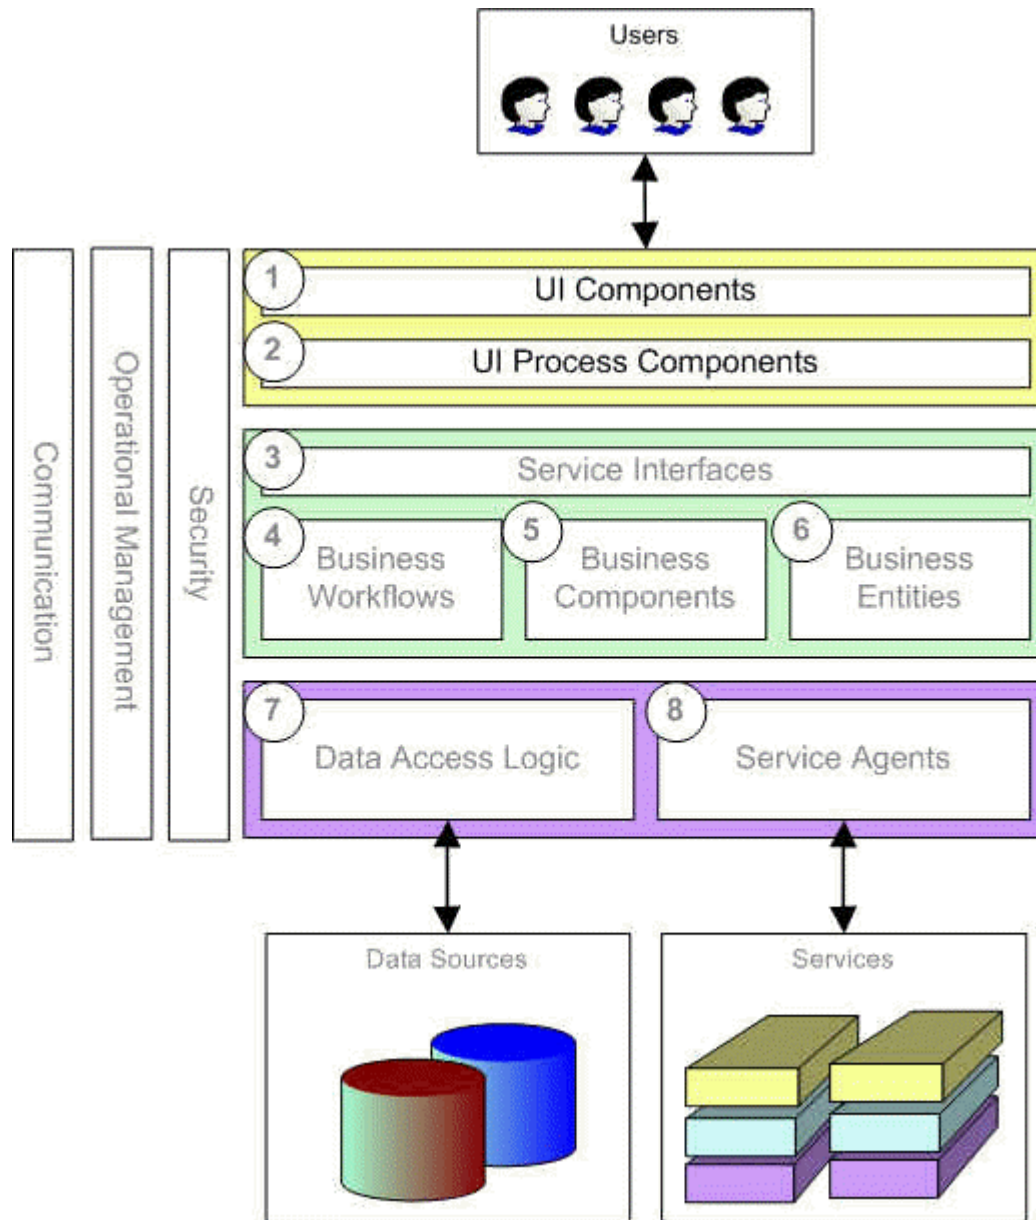 Users
1
UI Components
2
UI Process Components
Communication
Operational Management
Security
3
Service Interfaces
4
Business
Workflows
5
Business
Components
6
Business
Entities
7
Data Access Logic
8
Service Agents
Data Sources
Services